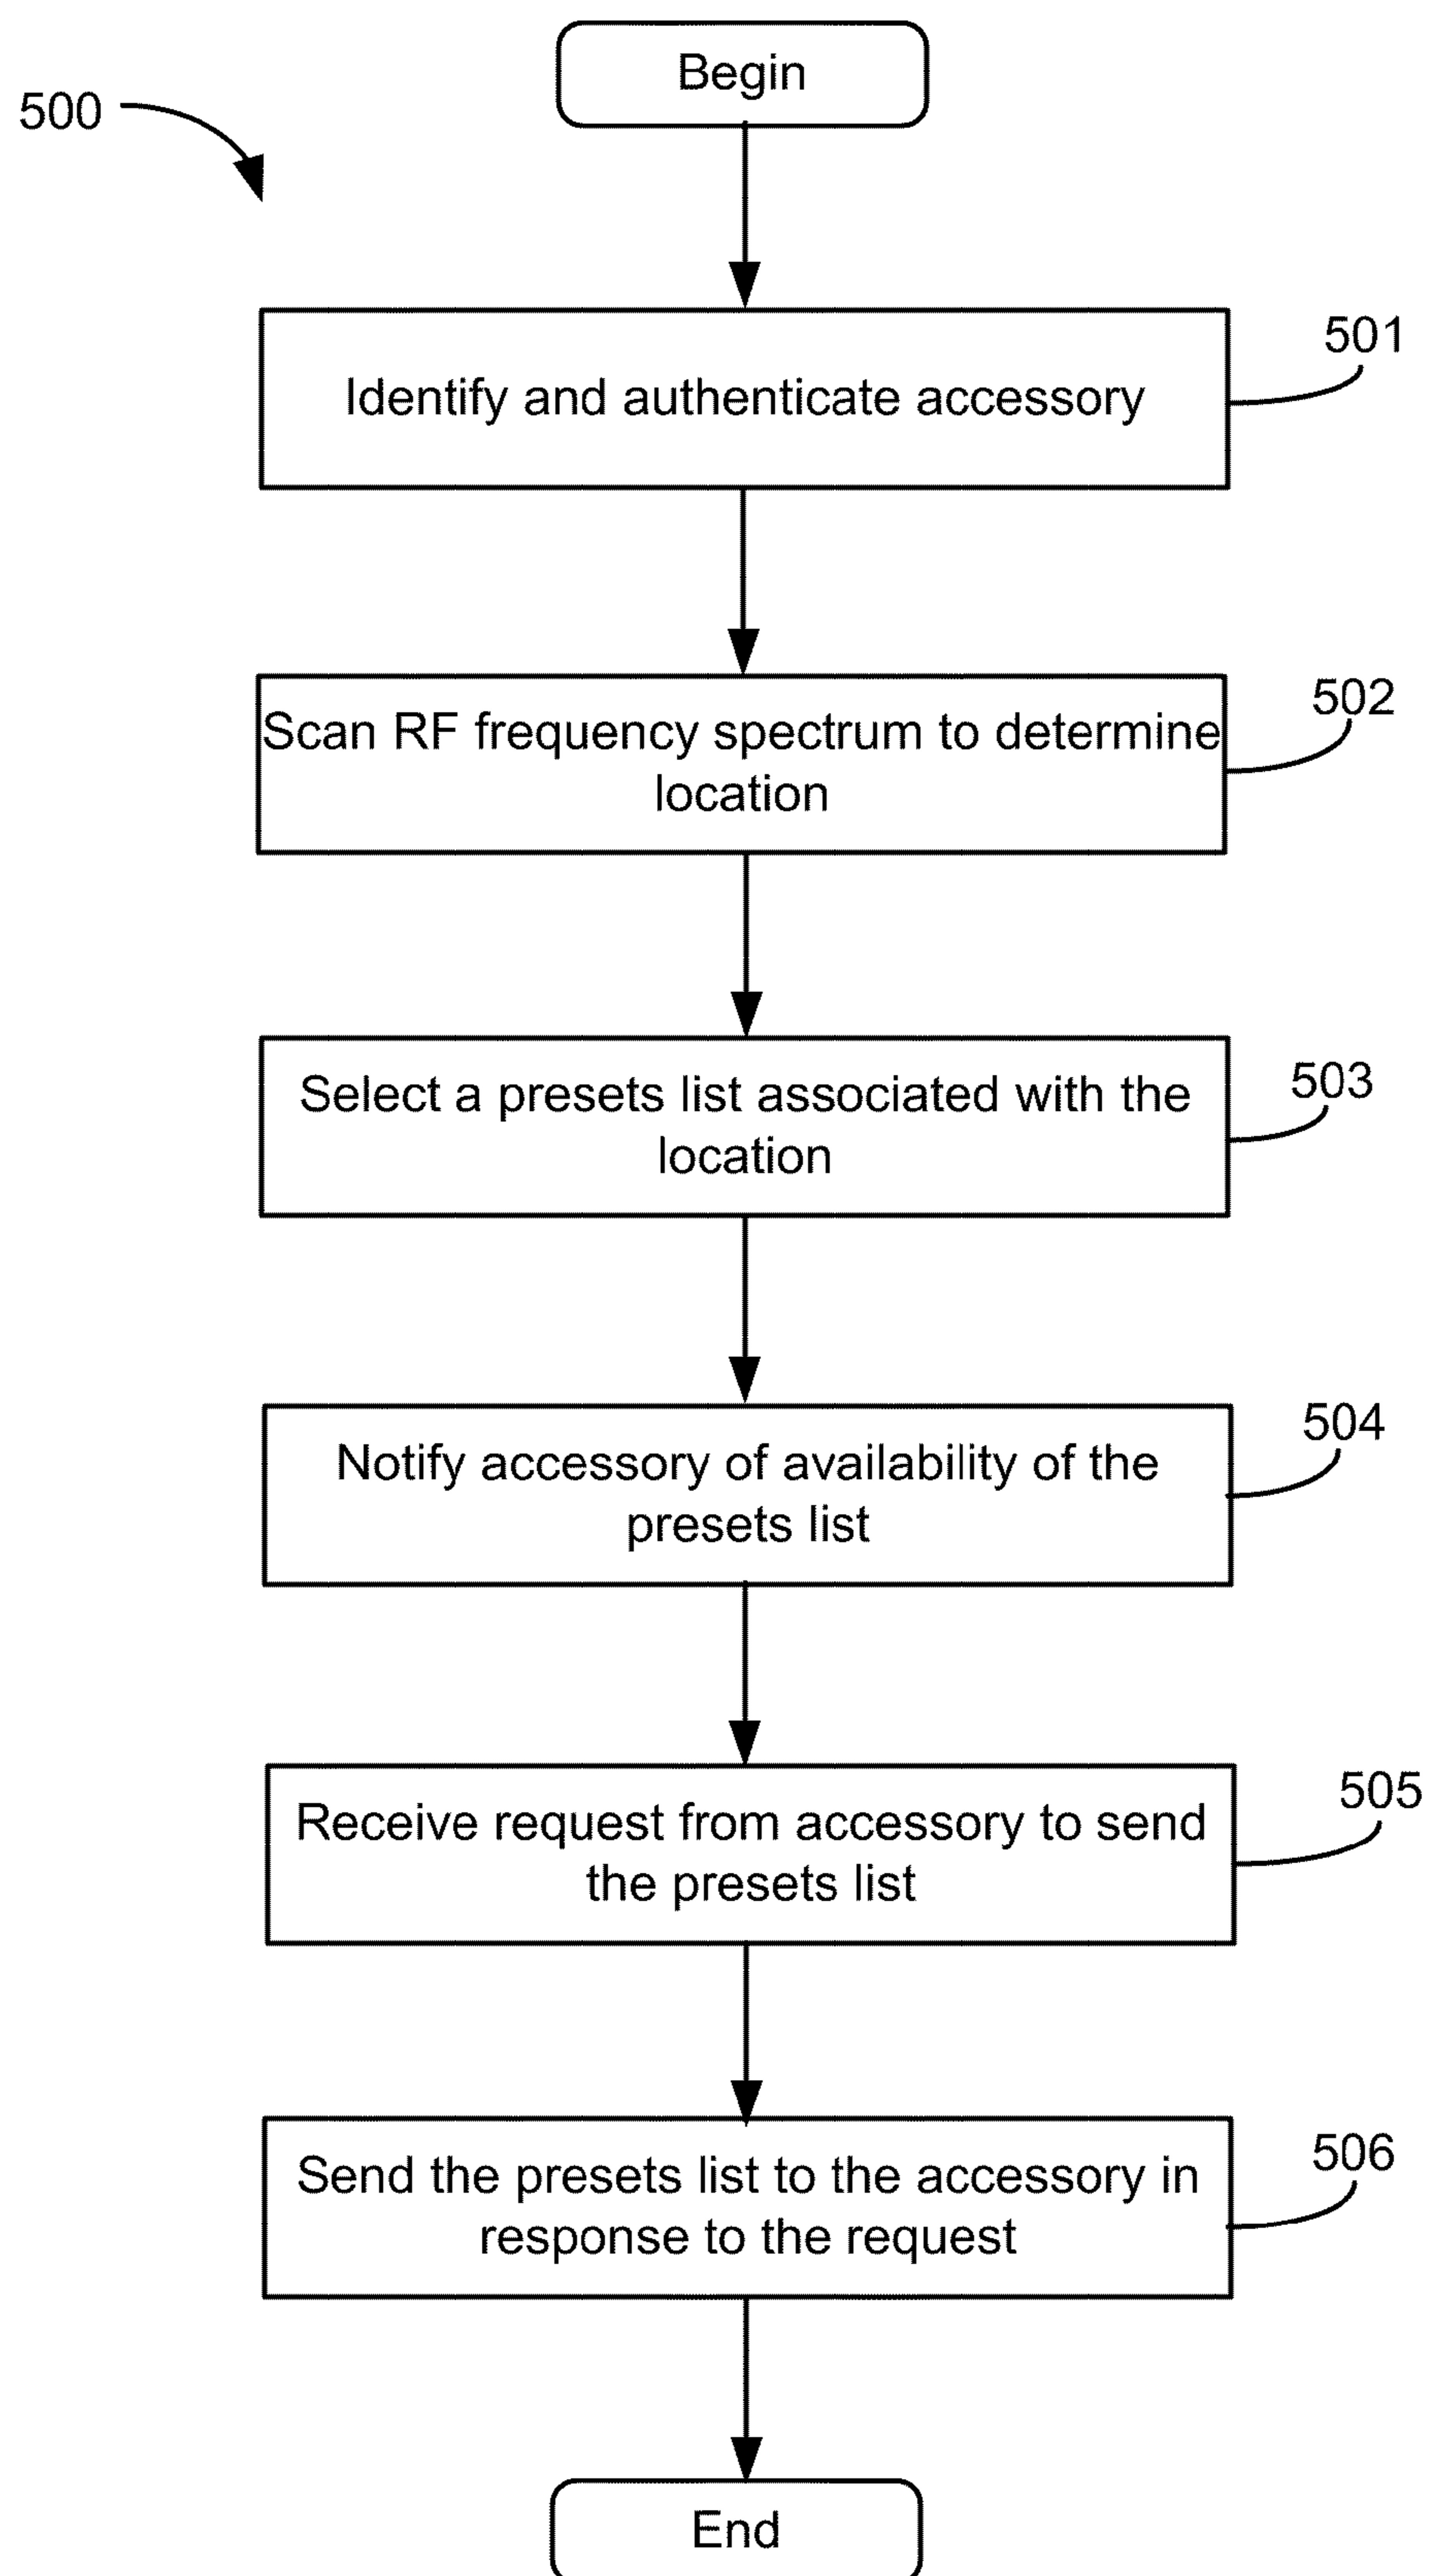 Begin
500
Identify and authenticate accessory
501
Scan RF frequency spectrum to determine
location
502
Select a presets list associated with the
location
503
Notify accessory of availability of the
presets list
504
Receive request from accessory to send
the presets list
505
Send the presets list to the accessory in
response to the request
506
End